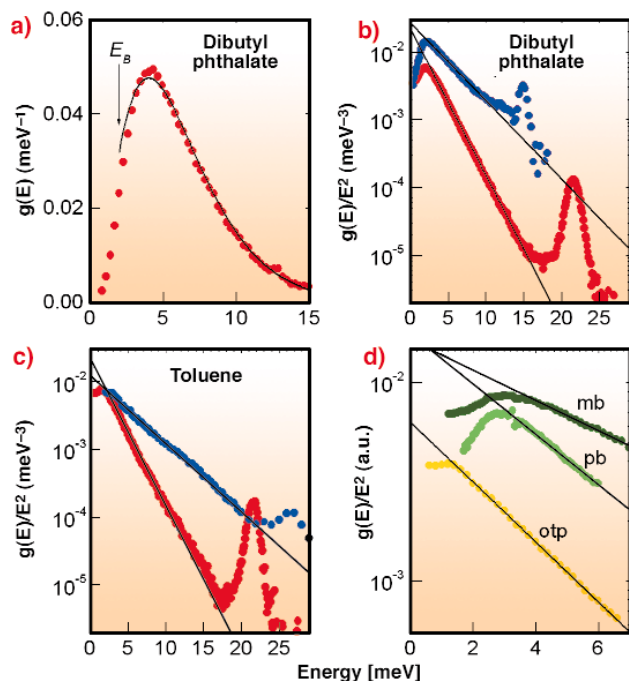 a)
0.06
0.04
0.02
0.00
g(E) (meV⁻¹)
E_B
Dibutyl
phthalate
0 5 10 15
b)
10⁻²
10⁻³
10⁻⁴
10⁻⁵
g(E)/E² (meV⁻³)
Dibutyl
phthalate
0 5 10 15 20 25
c)
10⁻²
10⁻³
10⁻⁴
10⁻⁵
g(E)/E² (meV⁻³)
Toluene
0 5 10 15 20 25
d)
10⁻²
10⁻³
g(E)/E² (a.u.)
mb
pb
otp
0 2 4 6
Energy [meV]